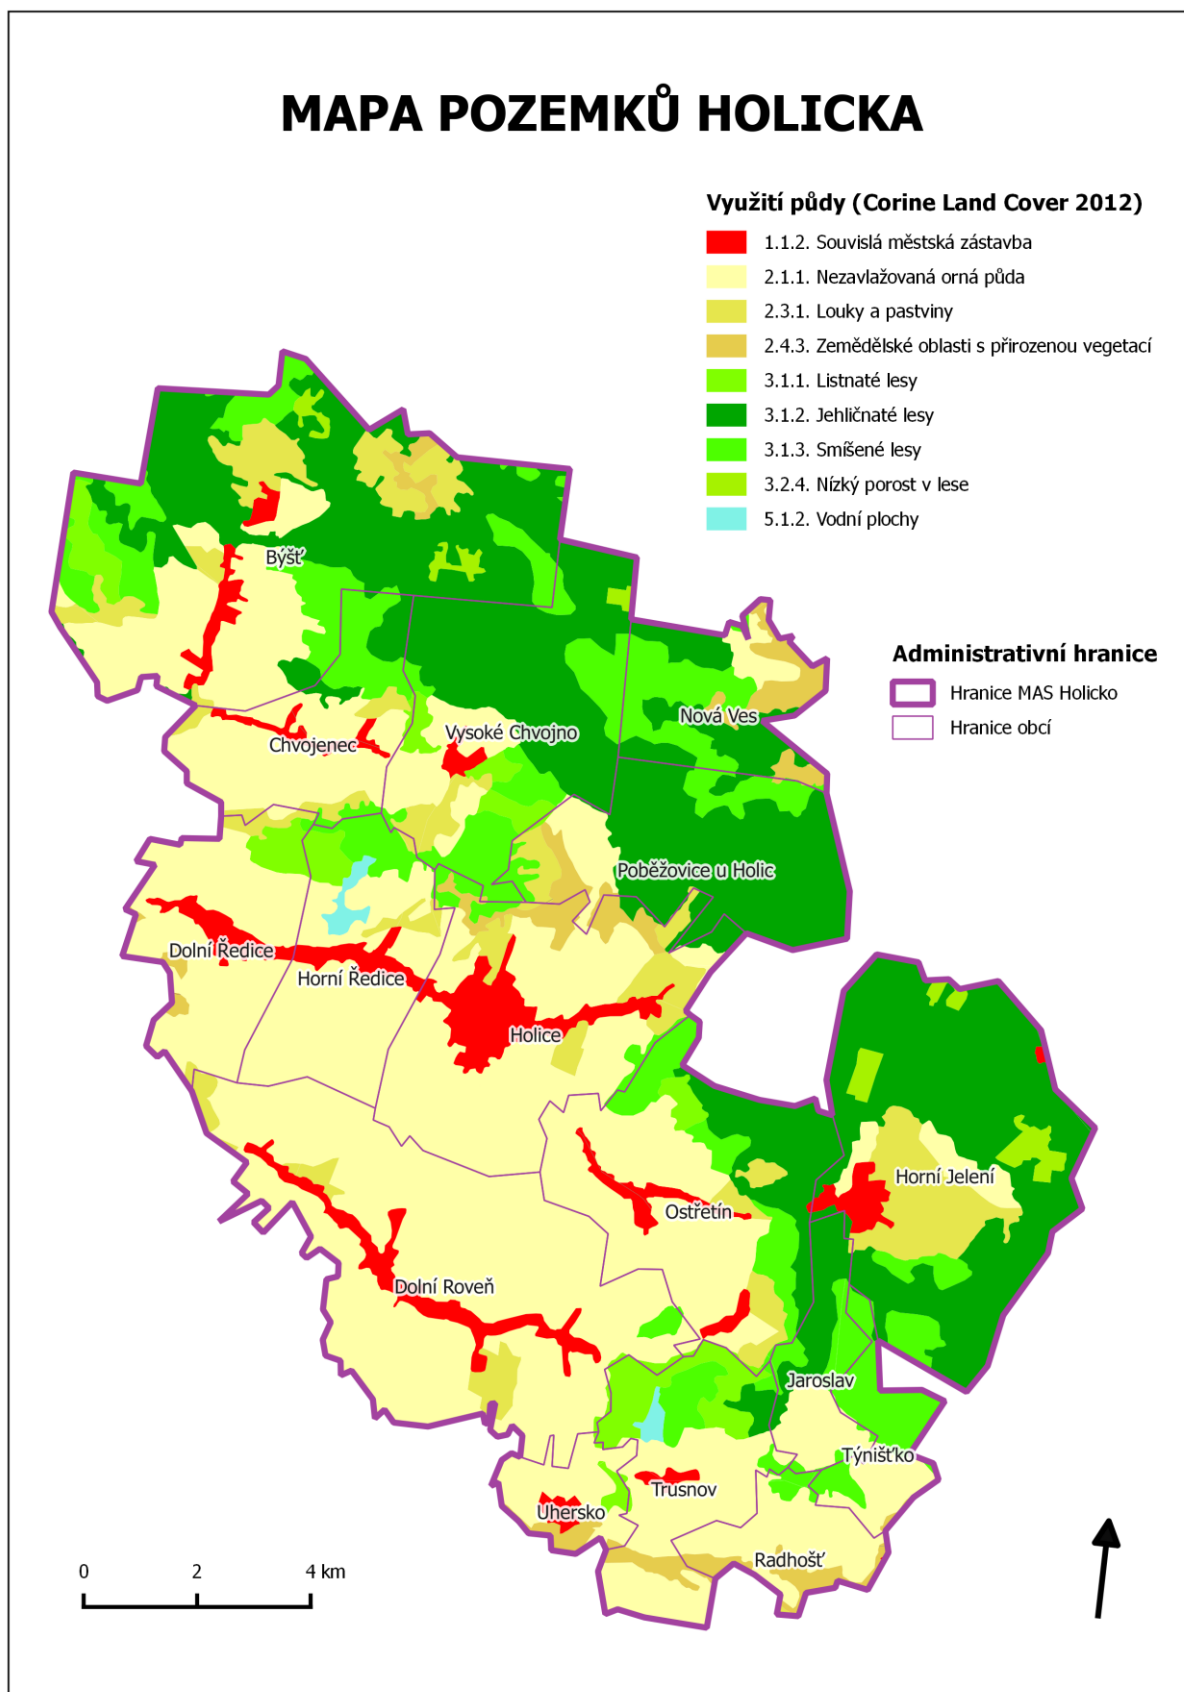 MAPA POZEMKŮ HOLICKA
Využití půdy (Corine Land Cover 2012)
1.1.2. Souvislá městská zástavba
2.1.1. Nezavlažovaná orná půda
2.3.1. Louky a pastviny
2.4.3. Zemědělské oblasti s přirozenou vegetací
3.1.1. Listnaté lesy
3.1.2. Jehličnaté lesy
3.1.3. Smíšené lesy
3.2.4. Nízký porost v lese
5.1.2. Vodní plochy
Administrativní hranice
Hranice MAS Holicko
Hranice obcí
Býšť
Nová Ves
Vysoké Chvojno
Chvojenec
Poběžovice u Holic
Dolní Ředice
Horní Ředice
Holice
Horní Jelení
Ostřetín
Dolní Roveň
Jaroslav
Týnišťko
Trusnov
Uhersko
Radhošť
0 2 4 km